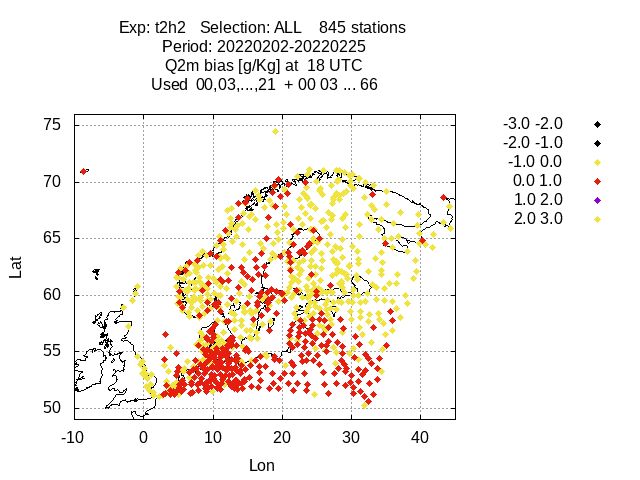 Exp: t2h2   Selection: ALL    845 stations
Period: 20220202-20220225
Q2m bias [g/Kg] at  18 UTC
Used  00,03,...,21  + 00 03 ... 66
-3.0 -2.0
-2.0 -1.0
-1.0 0.0
0.0 1.0
1.0 2.0
2.0 3.0
75
70
65
60
55
50
Lat
-10 0 10 20 30 40
Lon